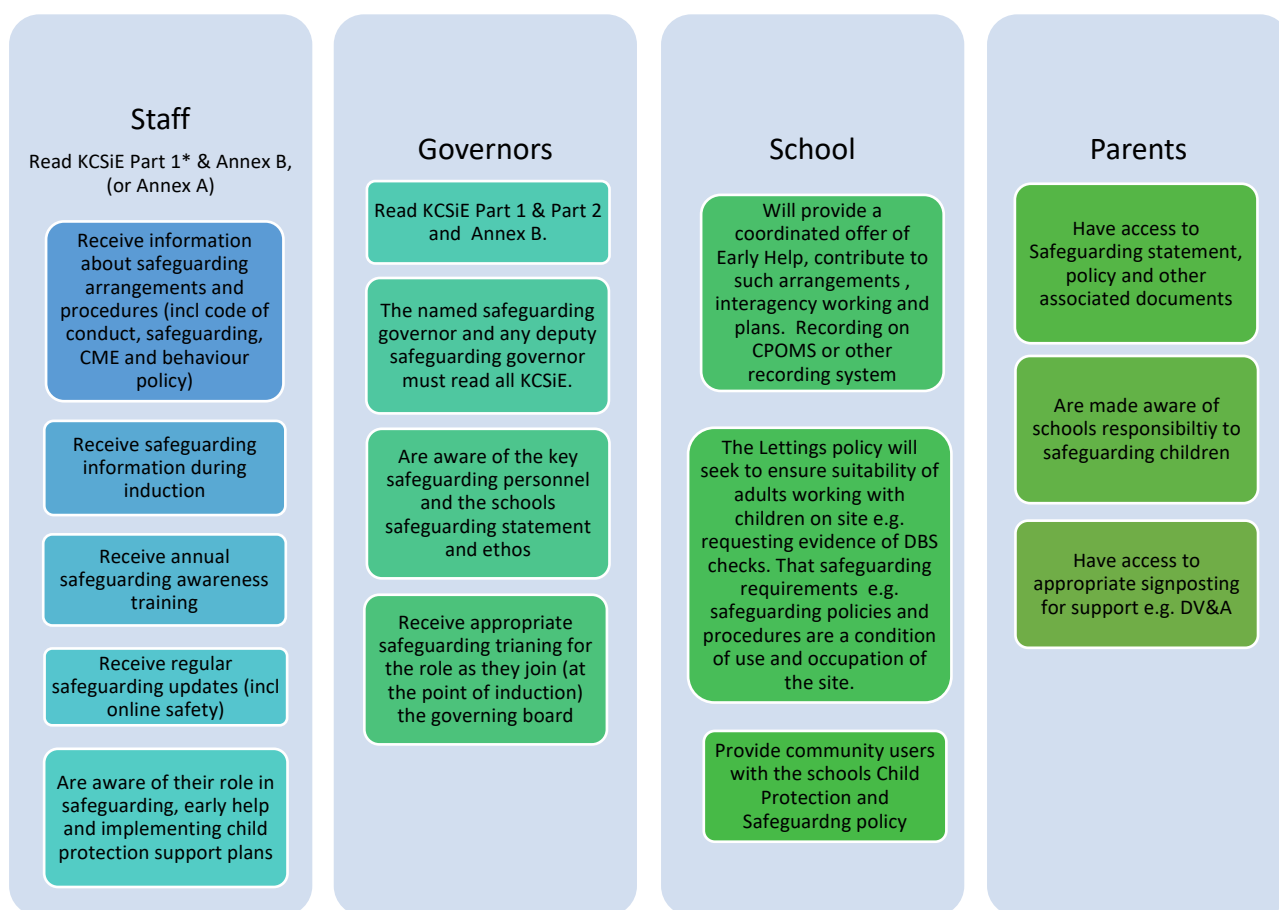 Staff
Read KCSiE Part 1* & Annex B,
(or Annex A)
Receive information
about safeguarding
arrangements and
procedures (incl code of
conduct, safeguarding,
CME and behaviour
policy)
Receive safeguarding
information during
induction
Receive annual
safeguarding awareness
training
Receive regular
safeguarding updates (incl
online safety)
Are aware of their role in
safeguarding, early help
and implementing child
protection support plans
Governors
Read KCSiE Part 1 & Part 2
and Annex B.
The named safeguarding
governor and any deputy
safeguarding governor
must read all KCSiE.
Are aware of the key
safeguarding personnel
and the schools
safeguarding statement
and ethos
Receive appropriate
safeguarding trianing for
the role as they join (at
the point of induction)
the governing board
School
Will provide a
coordinated offer of
Early Help, contribute to
such arrangements ,
interagency working and
plans. Recording on
CPOMS or other
recording system
The Lettings policy will
seek to ensure suitability of
adults working with
children on site e.g.
requesting evidence of DBS
checks. That safeguarding
requirements e.g.
safeguarding policies and
procedures are a condition
of use and occupation of
the site.
Provide community users
with the schools Child
Protection and
Safeguardng policy
Parents
Have access to
Safeguarding statement,
policy and other
associated documents
Are made aware of
schools responsibiltiy to
safeguarding children
Have access to
appropriate signposting
for support e.g. DV&A